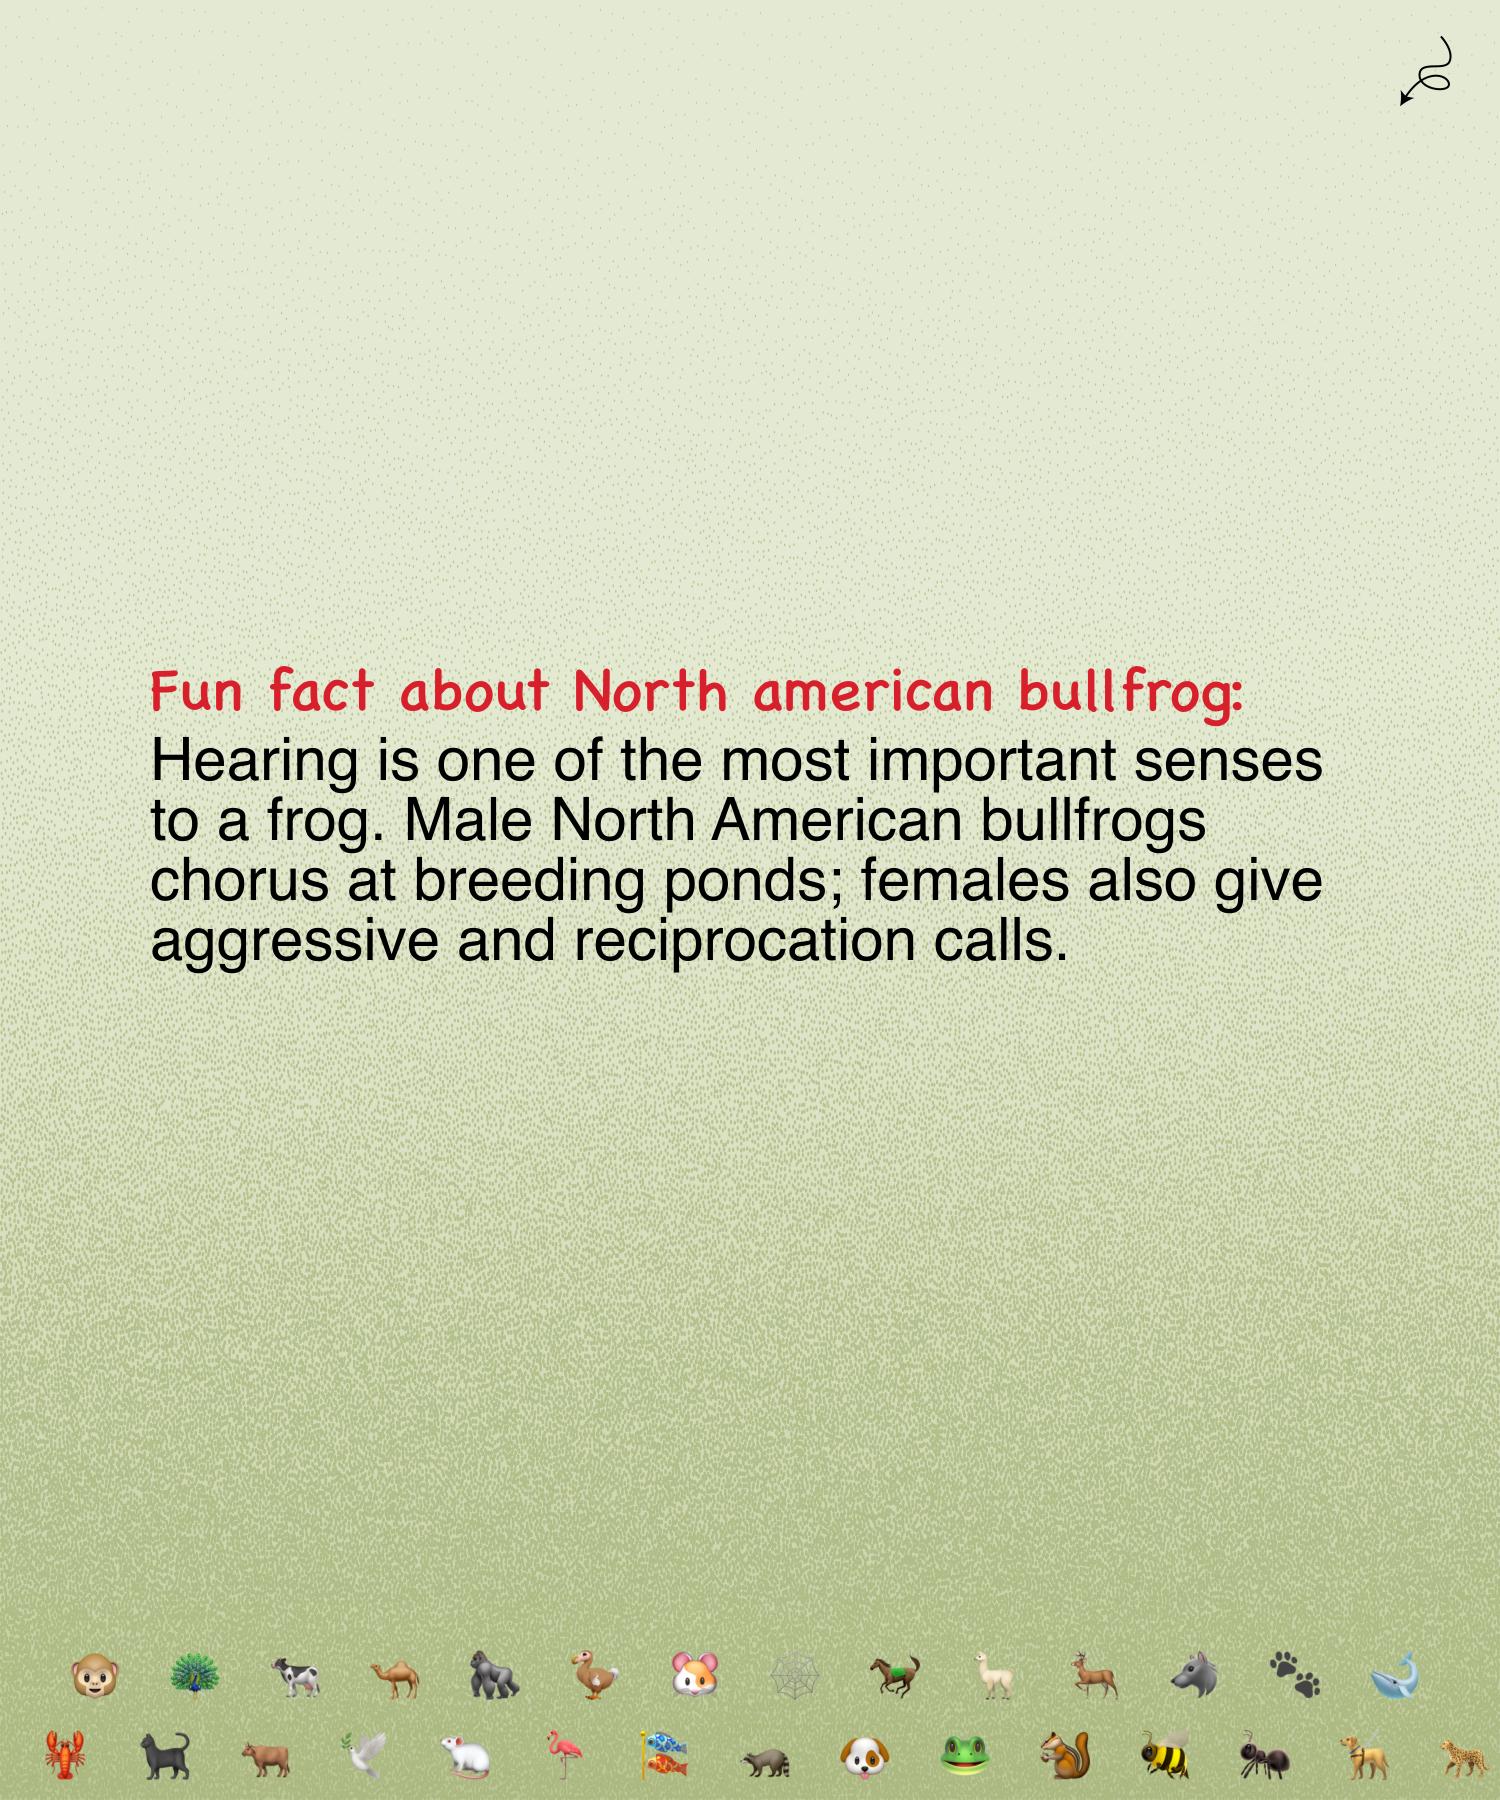 Fun fact about North american bullfrog:
Hearing is one of the most important senses
to a frog. Male North American bullfrogs
chorus at breeding ponds; females also give
aggressive and reciprocation calls.